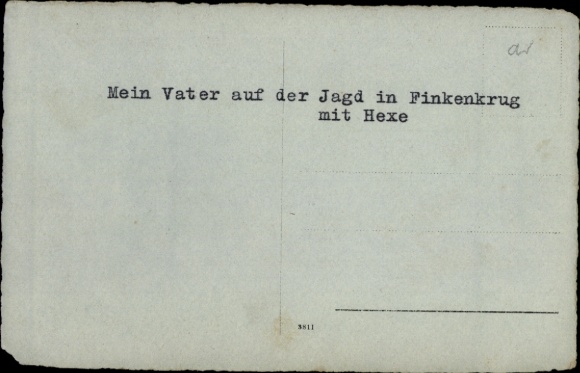 Mein Vater auf der Jagd in Finkenkrug
mit Hexe
3811